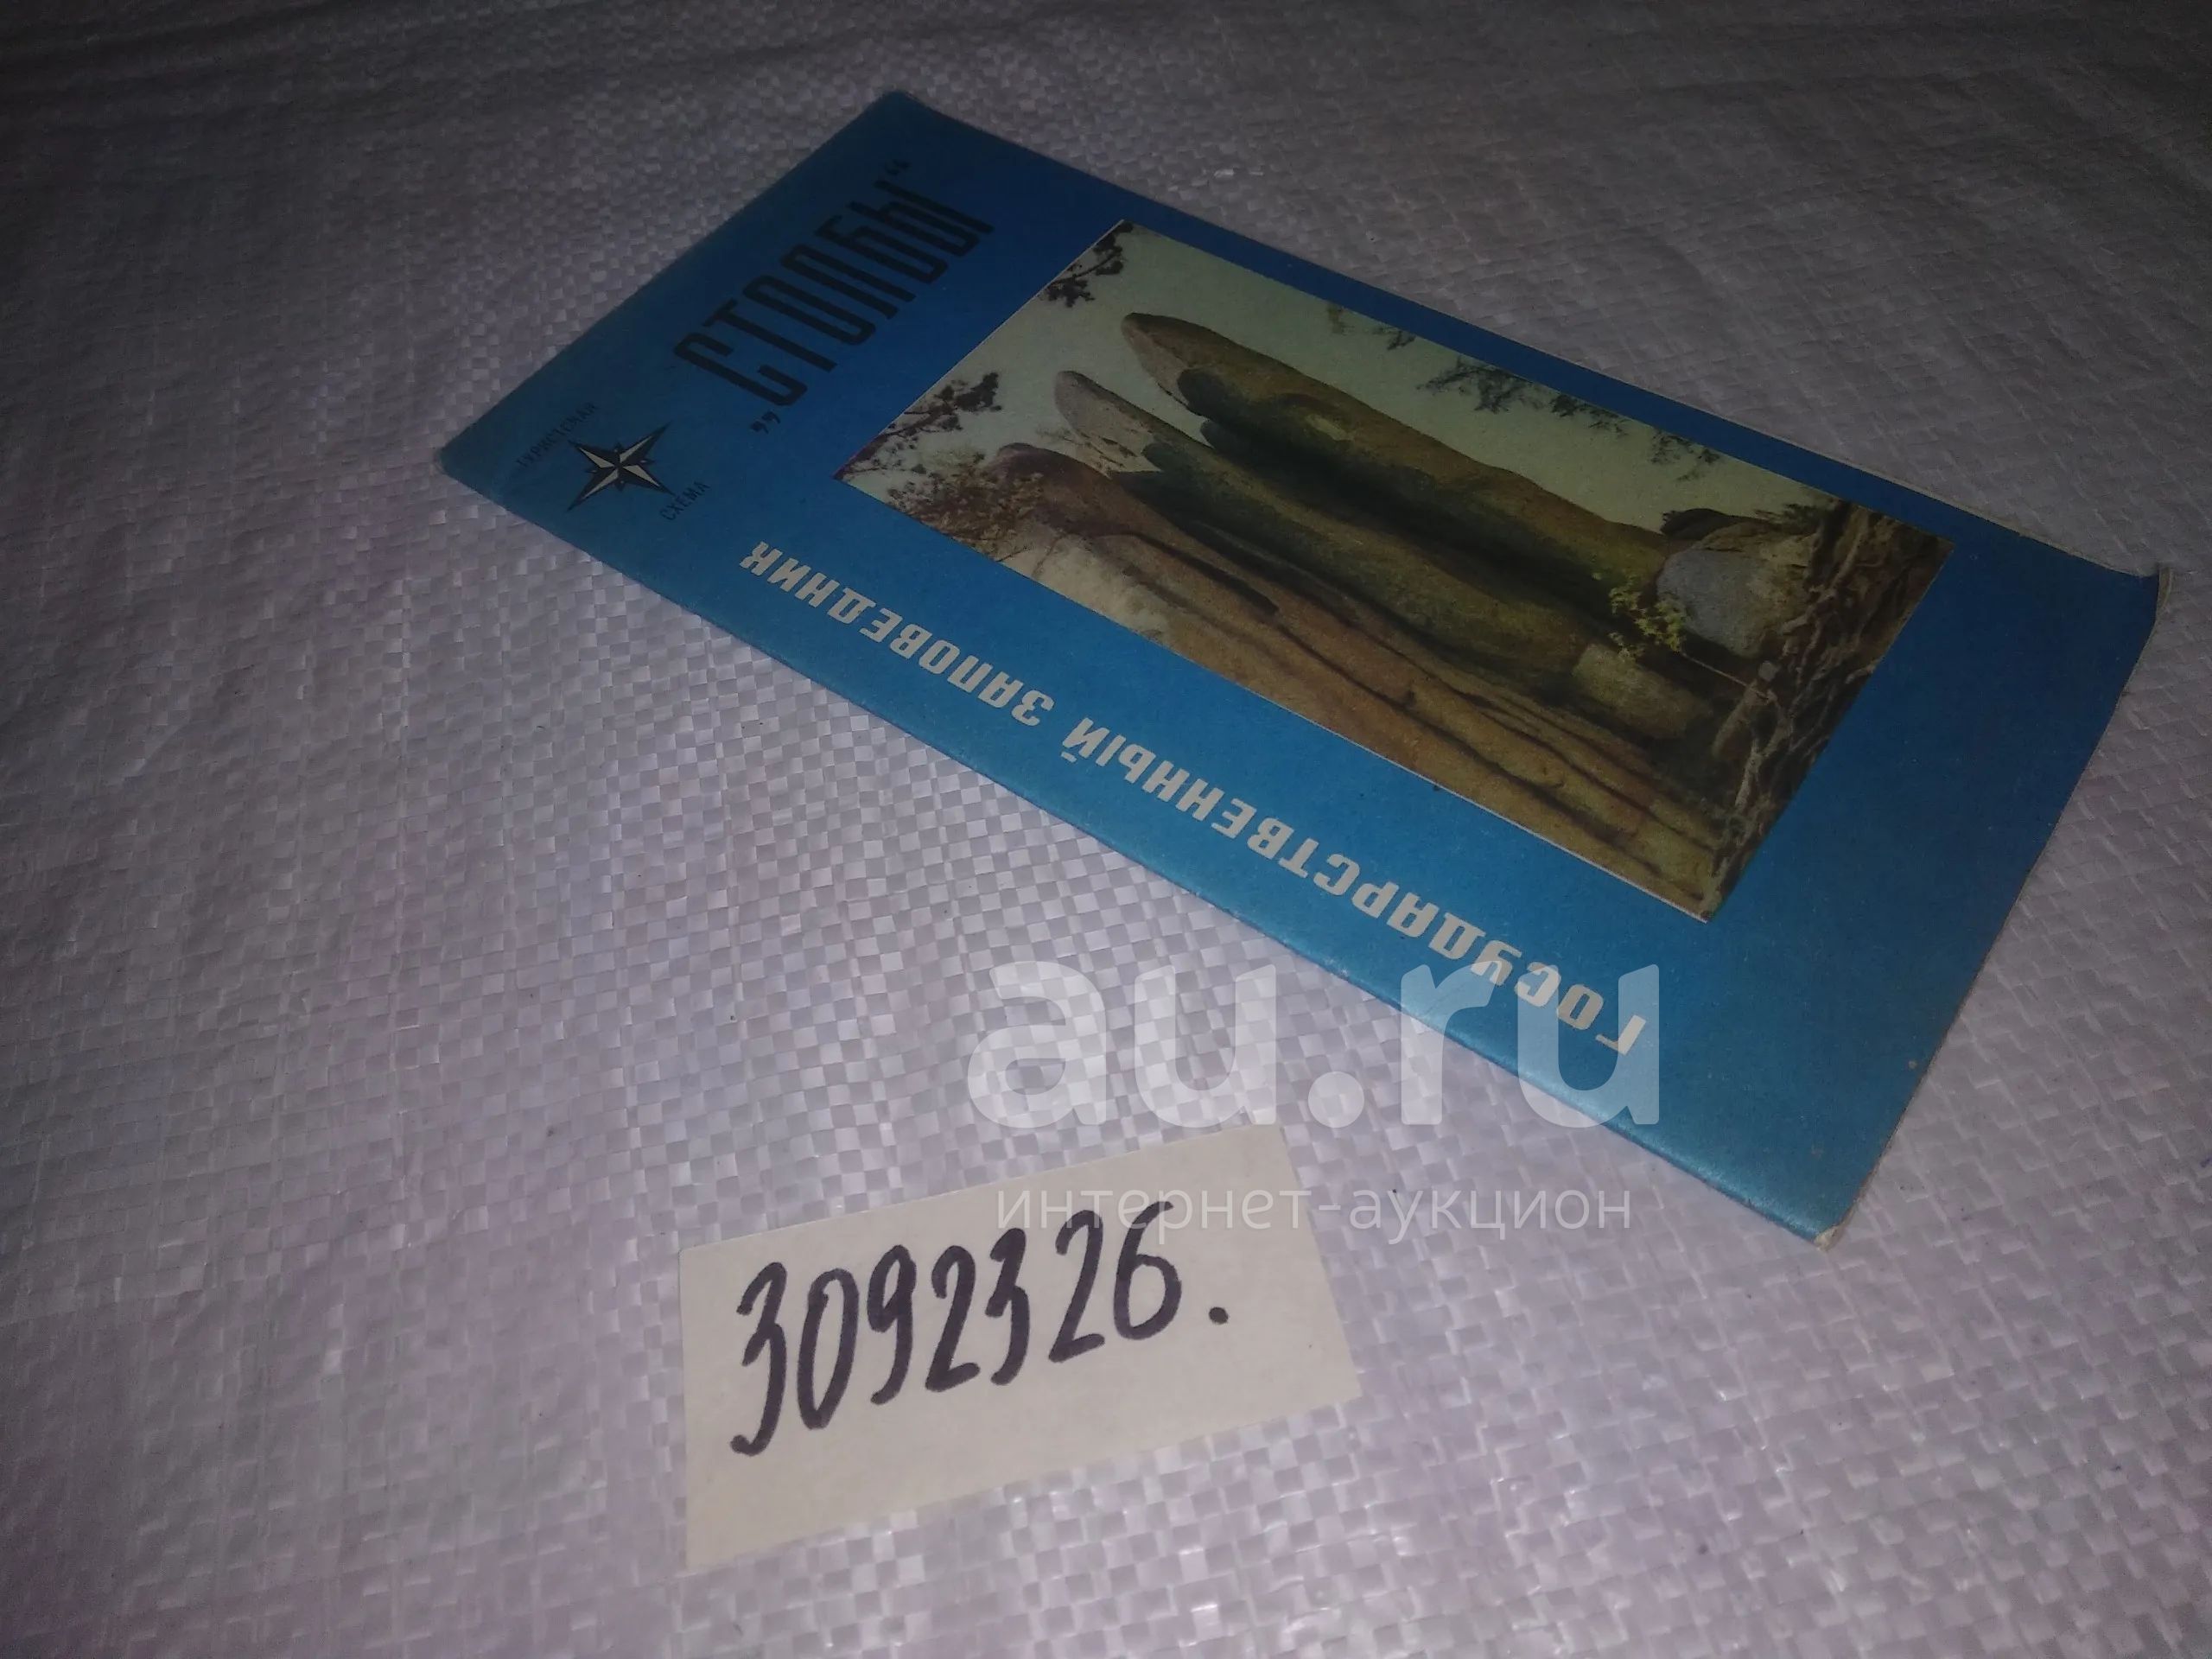 ГОСУДАРСТВЕННЫЙ ЗАПОВЕДНИК
„СТОЛБЫ“
ТУРИСТСКАЯ
СХЕМА
au.ru
интернет-аукцион
3092326.